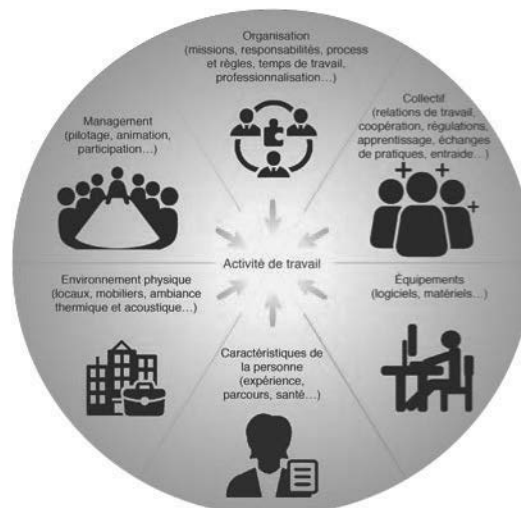 Organisation
(missions, responsabilités, process
et règles, temps de travail,
professionnalisation…)
Collectif
(relations de travail,
coopération, régulations,
apprentissage, échanges
de pratiques, entraide…)
Management
(pilotage, animation,
participation…)
Activité de travail
Environnement physique
(locaux, mobiliers, ambiance
thermique et acoustique…)
Équipements
(logiciels, matériels…)
Caractéristiques de
la personne
(expérience,
parcours, santé…)